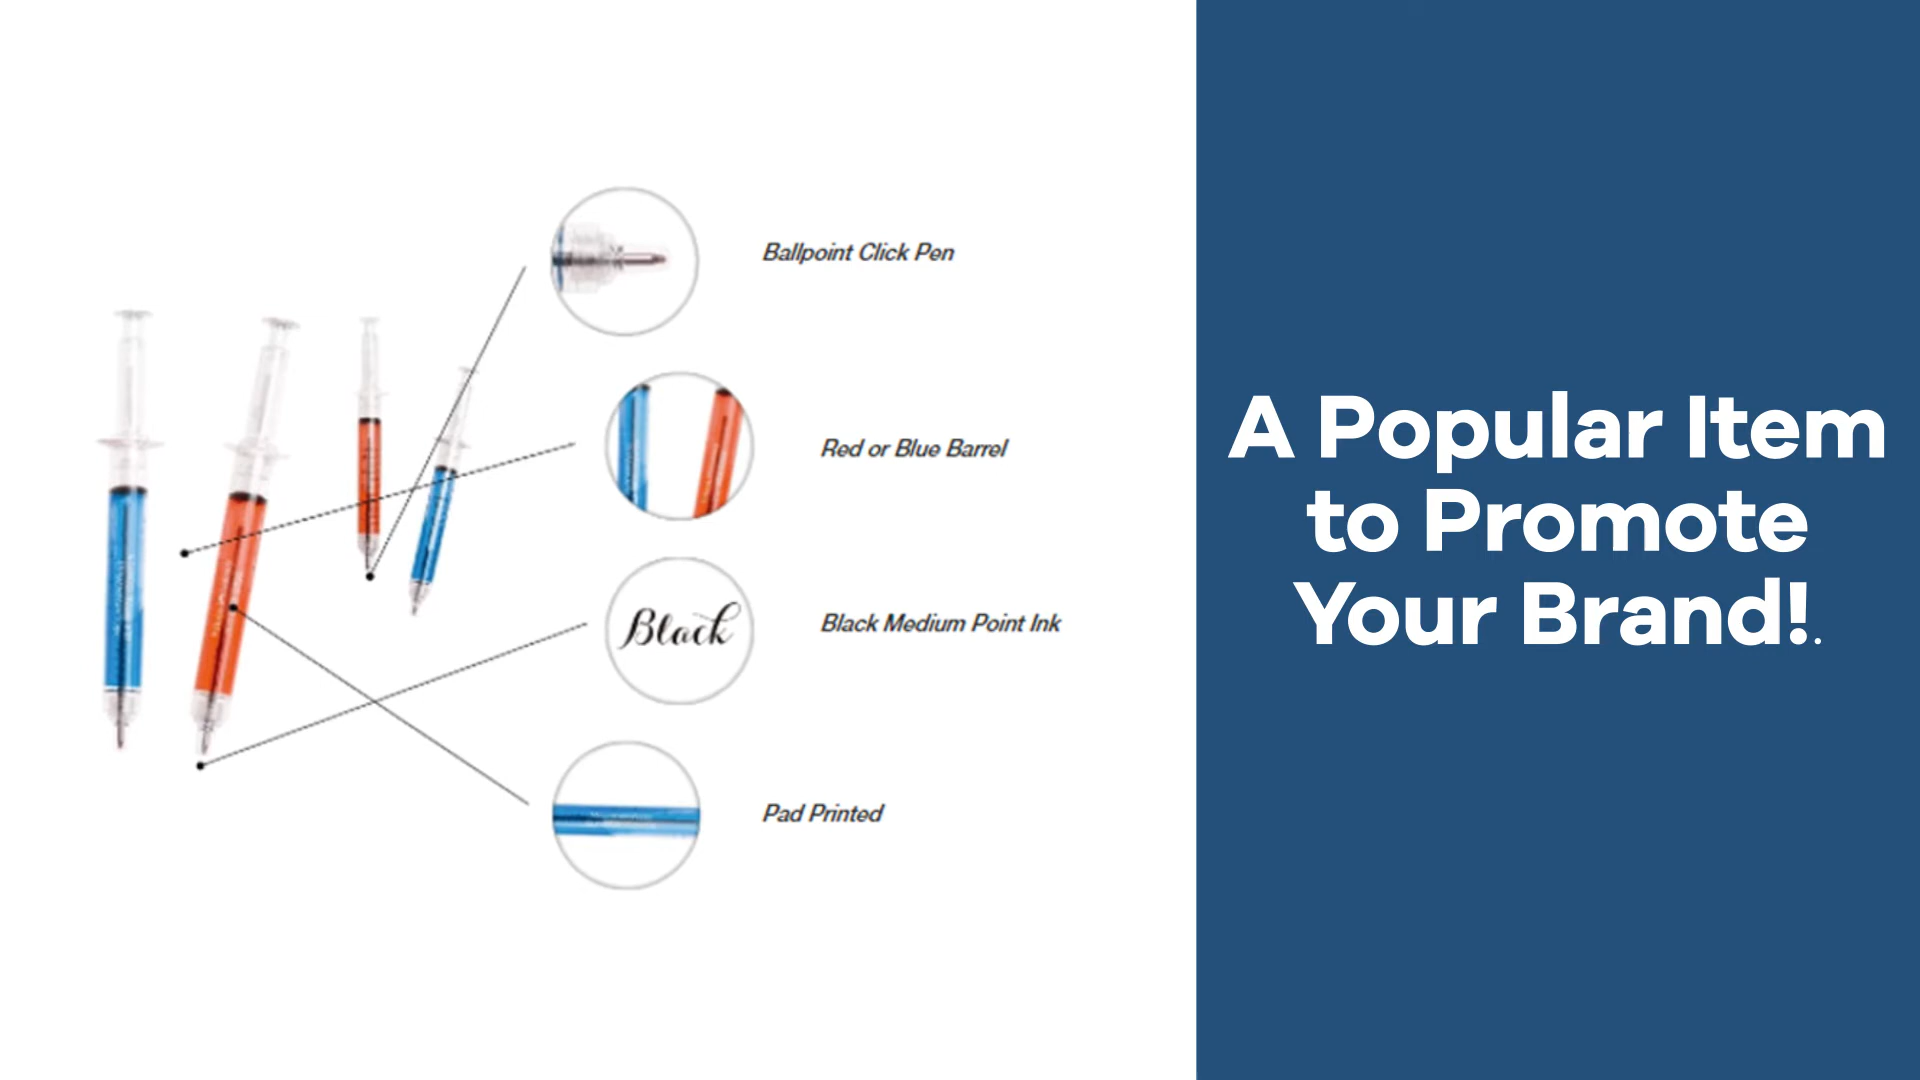 Ballpoint Click Pen
Red or Blue Barrel
Black
Black Medium Point Ink
Pad Printed
A Popular Item
to Promote
Your Brand!.